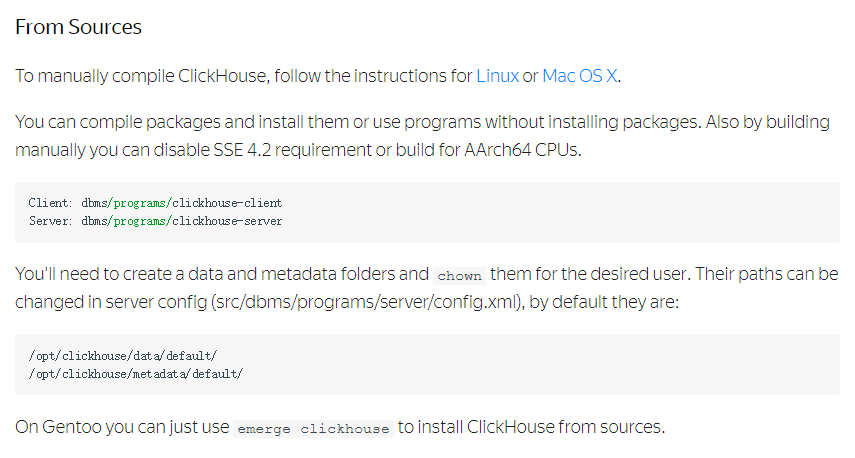 From Sources
To manually compile ClickHouse, follow the instructions for Linux or Mac OS X.
You can compile packages and install them or use programs without installing packages. Also by building
manually you can disable SSE 4.2 requirement or build for AArch64 CPUs.
Client: dbms/programs/clickhouse-client
Server: dbms/programs/clickhouse-server
You'll need to create a data and metadata folders and chown them for the desired user. Their paths can be
changed in server config (src/dbms/programs/server/config.xml), by default they are:
/opt/clickhouse/data/default/
/opt/clickhouse/metadata/default/
On Gentoo you can just use emerge clickhouse to install ClickHouse from sources.